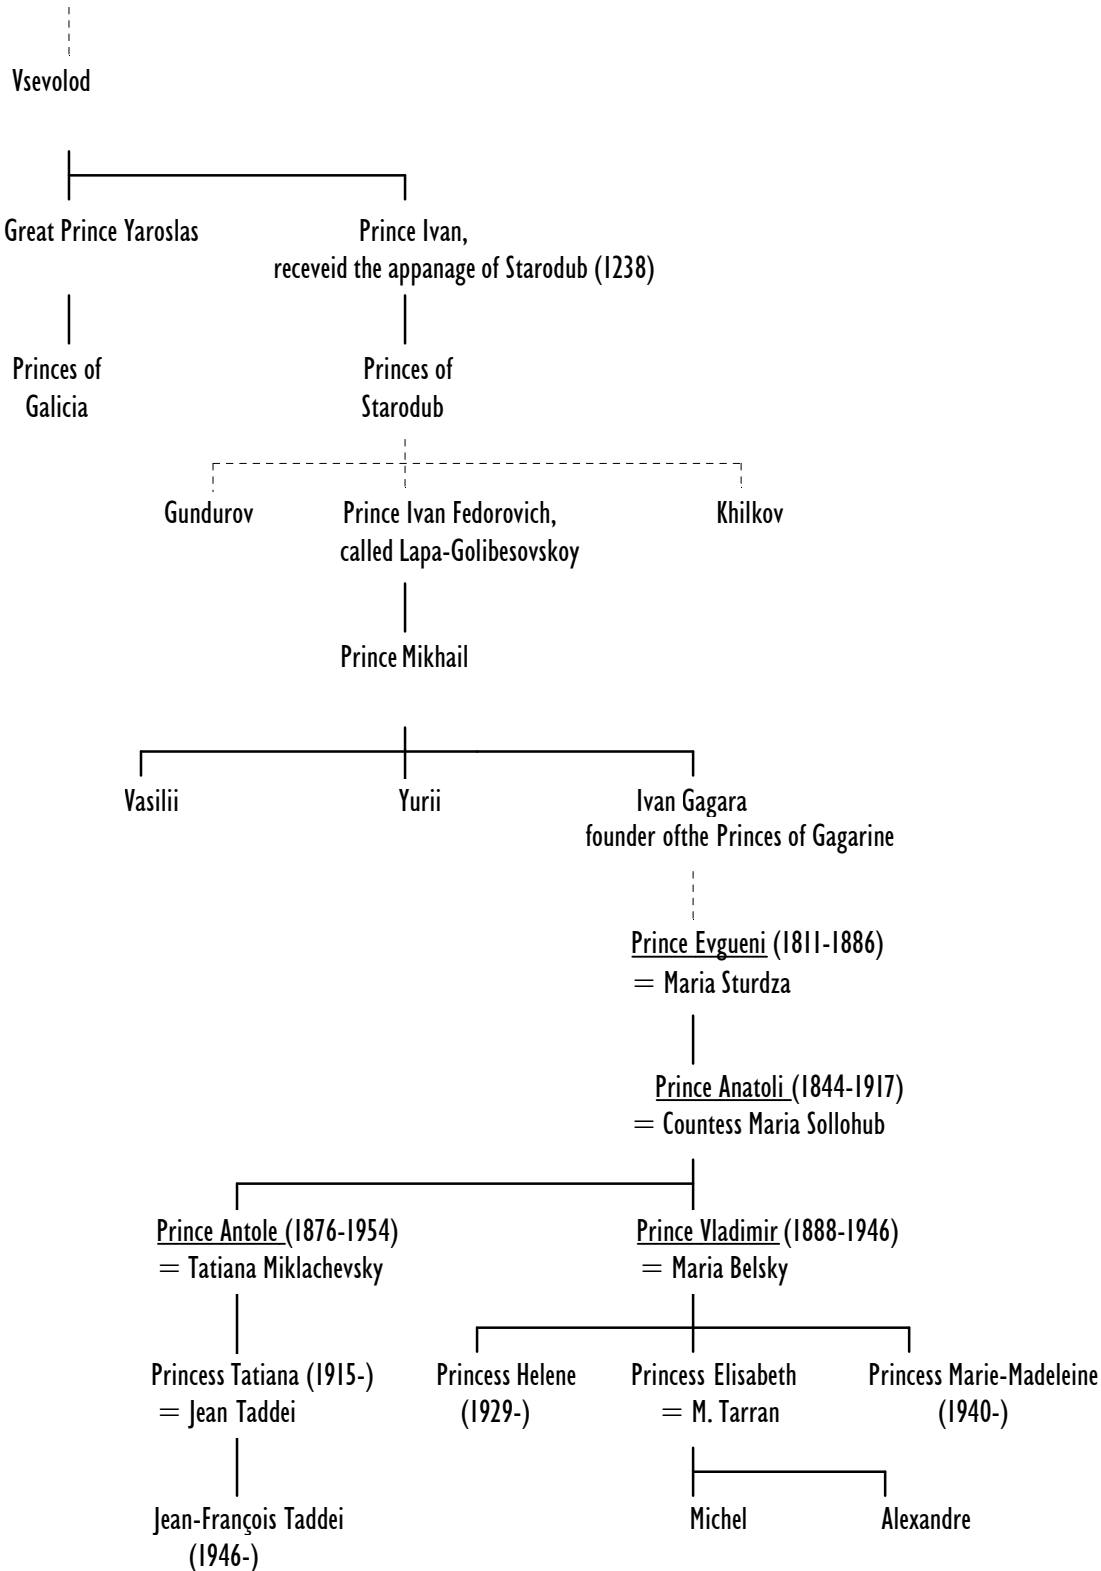 Vsevolod
Great Prince Yaroslas
Prince Ivan,
receveid the appanage of Starodub (1238)
Princes of
Galicia
Princes of
Starodub
Gundurov
Prince Ivan Fedorovich,
called Lapa-Golibesovskoy
Khilkov
Prince Mikhail
Vasilii
Yurii
Ivan Gagara
founder ofthe Princes of Gagarine
Prince Evgueni (1811-1886)
= Maria Sturdza
Prince Anatoli (1844-1917)
= Countess Maria Sollohub
Prince Antole (1876-1954)
= Tatiana Miklachevsky
Prince Vladimir (1888-1946)
= Maria Belsky
Princess Tatiana (1915-)
= Jean Taddei
Princess Helene
(1929-)
Princess Elisabeth
= M. Tarran
Princess Marie-Madeleine
(1940-)
Jean-François Taddei
(1946-)
Michel
Alexandre